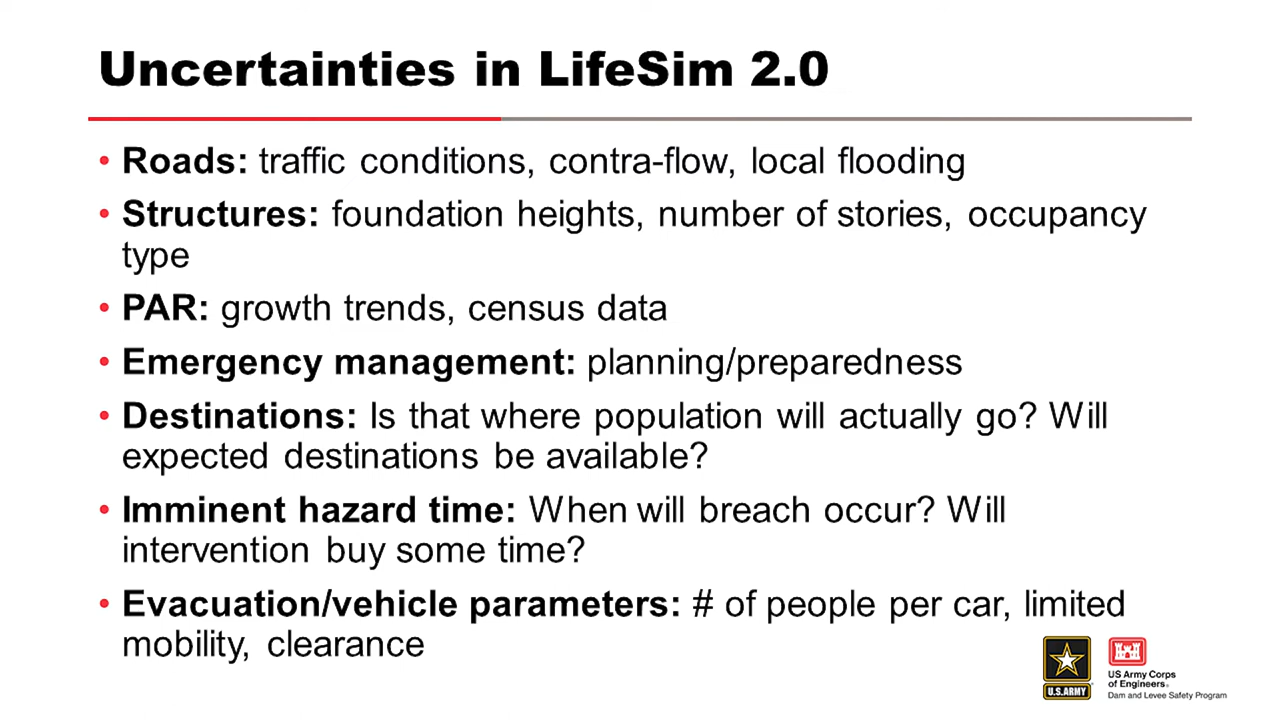 Uncertainties in LifeSim 2.0
• Roads: traffic conditions, contra-flow, local flooding
• Structures: foundation heights, number of stories, occupancy
type
• PAR: growth trends, census data
• Emergency management: planning/preparedness
• Destinations: Is that where population will actually go? Will
expected destinations be available?
• Imminent hazard time: When will breach occur? Will
intervention buy some time?
• Evacuation/vehicle parameters: # of people per car, limited
mobility, clearance
U.S.ARMY
US Army Corps
of Engineers®
Dam and Levee Safety Program